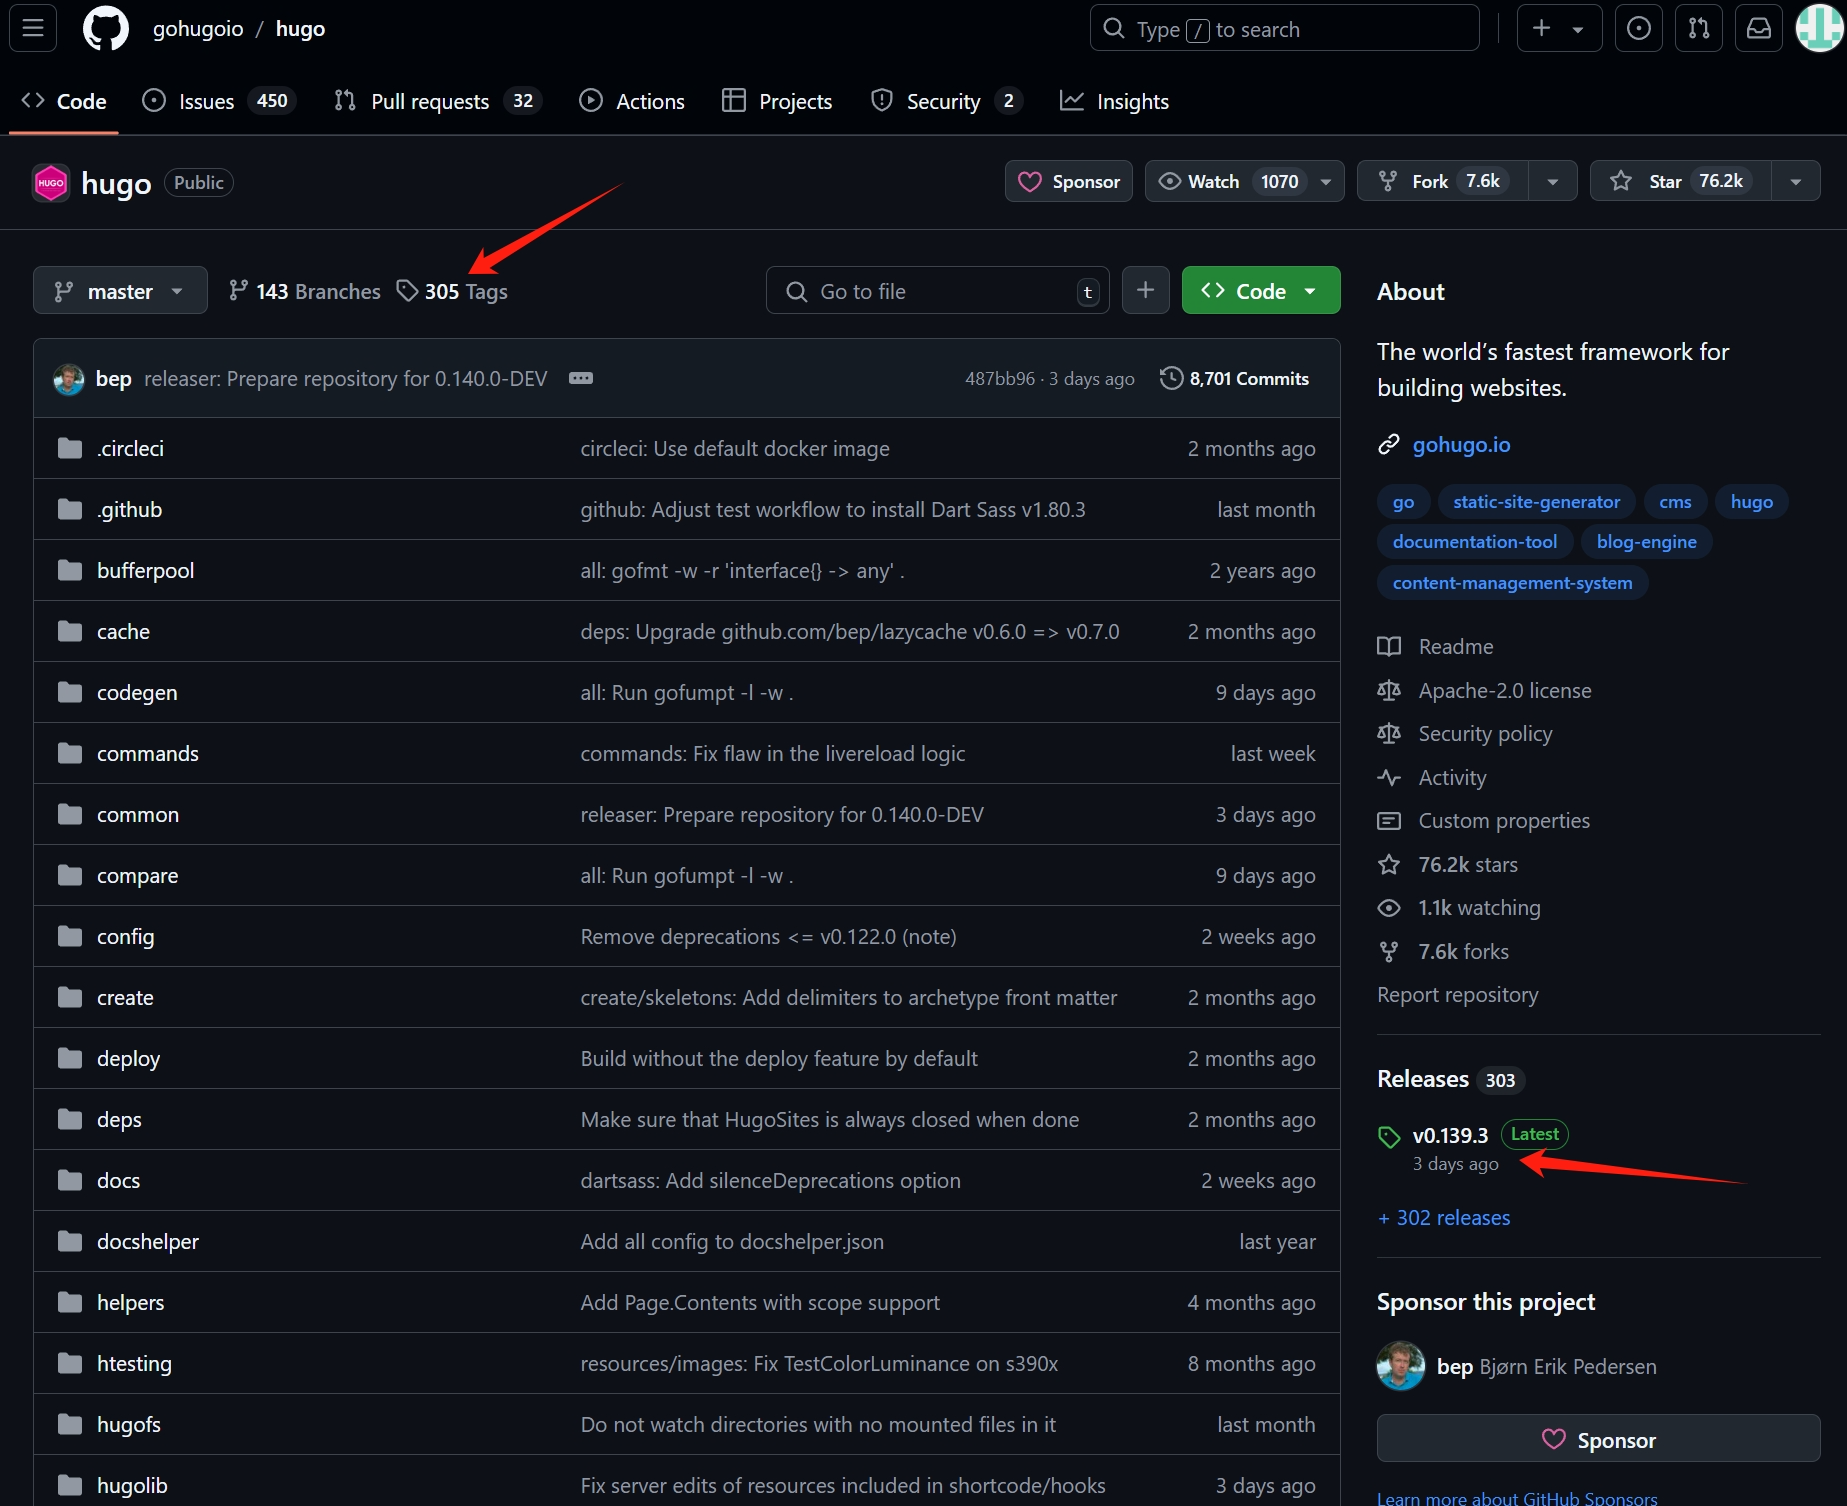 gohugoio / hugo
Type / to search
Code
Issues 450
Pull requests 32
Actions
Projects
Security 2
Insights
HUGO
hugo Public
Sponsor
Watch 1070
Fork 7.6k
Star 76.2k
master
143 Branches
305 Tags
Go to file
t
Code
bep releaser: Prepare repository for 0.140.0-DEV
487bb96 · 3 days ago
8,701 Commits
.circleci circleci: Use default docker image 2 months ago
.github github: Adjust test workflow to install Dart Sass v1.80.3 last month
bufferpool all: gofmt -w -r 'interface{} -> any' . 2 years ago
cache deps: Upgrade github.com/bep/lazycache v0.6.0 => v0.7.0 2 months ago
codegen all: Run gofumpt -l -w . 9 days ago
commands commands: Fix flaw in the livereload logic last week
common releaser: Prepare repository for 0.140.0-DEV 3 days ago
compare all: Run gofumpt -l -w . 9 days ago
config Remove deprecations <= v0.122.0 (note) 2 weeks ago
create create/skeletons: Add delimiters to archetype front matter 2 months ago
deploy Build without the deploy feature by default 2 months ago
deps Make sure that HugoSites is always closed when done 2 months ago
docs dartsass: Add silenceDeprecations option 2 weeks ago
docshelper Add all config to docshelper.json last year
helpers Add Page.Contents with scope support 4 months ago
htesting resources/images: Fix TestColorLuminance on s390x 8 months ago
hugofs Do not watch directories with no mounted files in it last month
hugolib Fix server edits of resources included in shortcode/hooks 3 days ago
About
The world’s fastest framework for
building websites.
gohugo.io
go static-site-generator cms hugo
documentation-tool blog-engine
content-management-system
Readme
Apache-2.0 license
Security policy
Activity
Custom properties
76.2k stars
1.1k watching
7.6k forks
Report repository
Releases 303
v0.139.3 Latest
3 days ago
+ 302 releases
Sponsor this project
bep Bjørn Erik Pedersen
Sponsor
Learn more about GitHub Sponsors